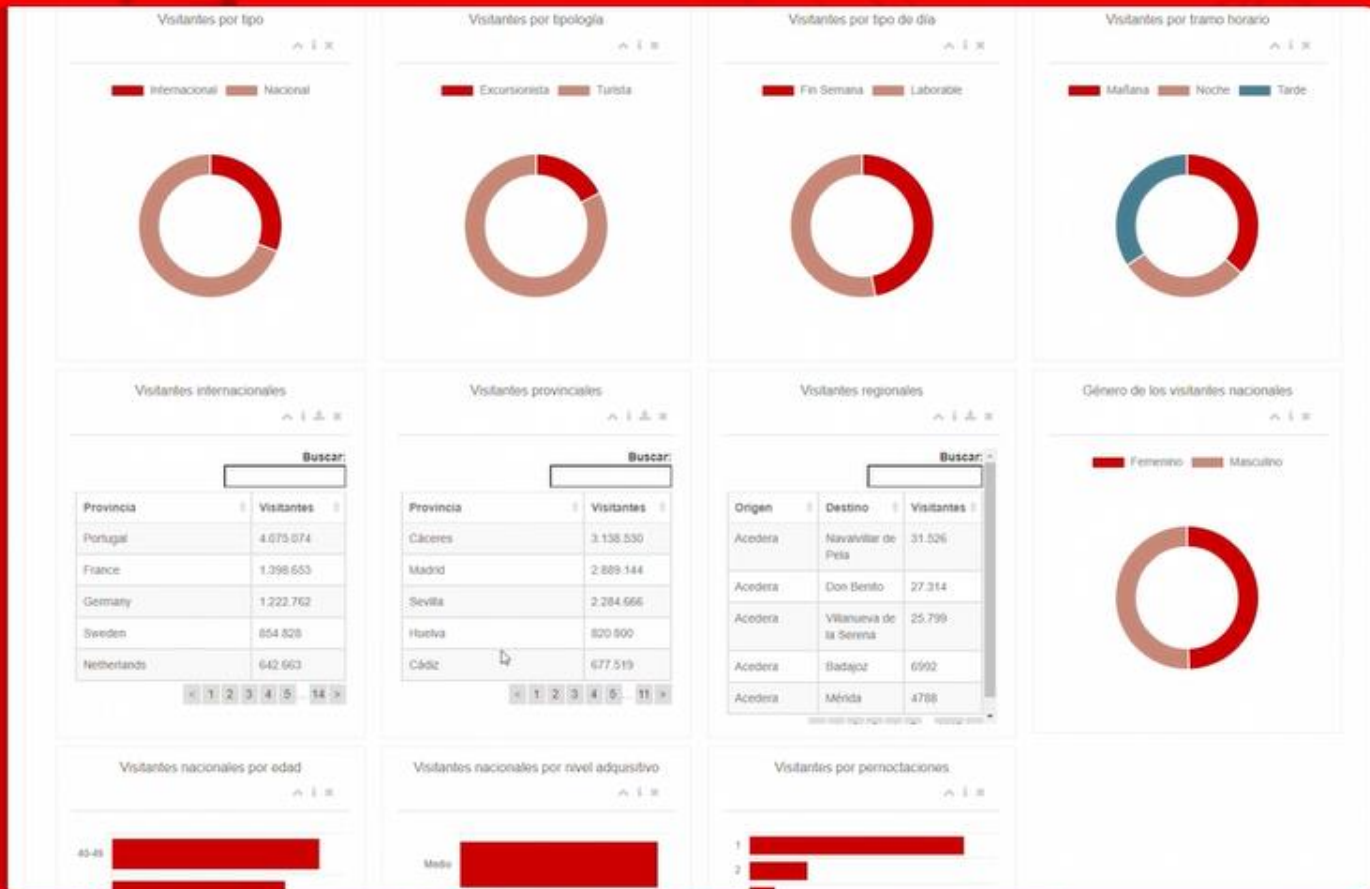 Visitantes por tipo
Internacional Nacional
Visitantes por tipología
Excursionista Turista
Visitantes por tipo de día
Fin Semana Laborable
Visitantes por tramo horario
Mañana Noche Tarde
Visitantes internacionales
Buscar:
Provincia Visitantes
Portugal 4.075.074
France 1.398.653
Germany 1.222.762
Sweden 854.828
Netherlands 642.663
< 1 2 3 4 5 ... 14 >
Visitantes provinciales
Buscar:
Provincia Visitantes
Cáceres 3.138.530
Madrid 2.889.144
Sevilla 2.284.666
Huelva 820.800
Cádiz 677.519
< 1 2 3 4 5 ... 11 >
Visitantes regionales
Buscar:
Origen Destino Visitantes
Acedera Navalvillar de 31.526
Pela
Acedera Don Benito 27.314
Acedera Villanueva de 25.799
la Serena
Acedera Badajoz 6992
Acedera Mérida 4788
Género de los visitantes nacionales
Femenino Masculino
Visitantes nacionales por edad
40-49
Visitantes nacionales por nivel adquisitivo
Medio
Visitantes por pernoctaciones
1
2